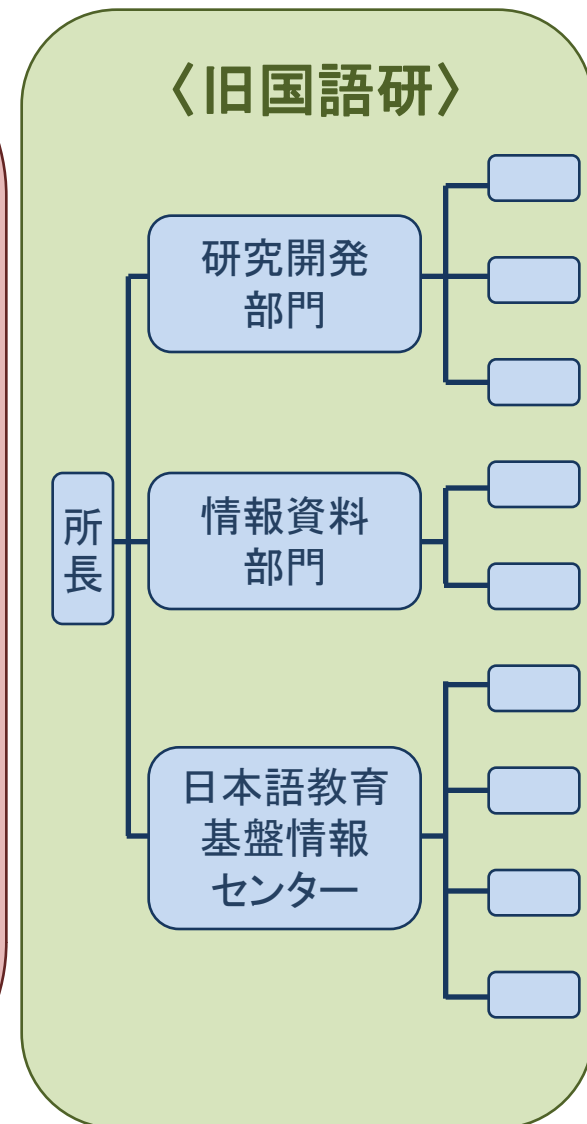 〈旧国語研〉
研究開発
部門
所
長
情報資料
部門
日本語教育
基盤情報
センター